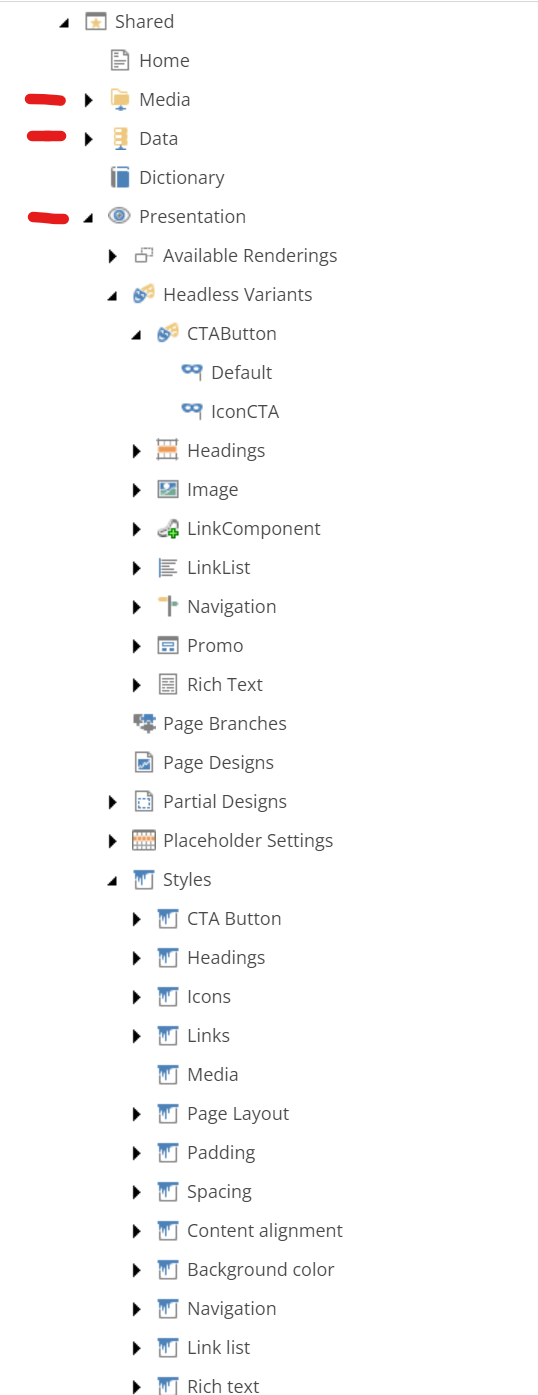 Shared
Home
Media
Data
Dictionary
Presentation
Available Renderings
Headless Variants
CTAButton
Default
IconCTA
Headings
Image
LinkComponent
LinkList
Navigation
Promo
Rich Text
Page Branches
Page Designs
Partial Designs
Placeholder Settings
Styles
CTA Button
Headings
Icons
Links
Media
Page Layout
Padding
Spacing
Content alignment
Background color
Navigation
Link list
Rich text